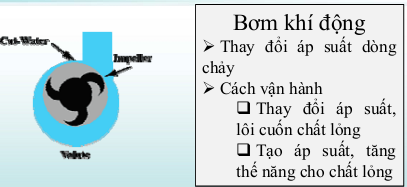 Cut-Water
Impeller
Volute
Bơm khí động
➢ Thay đổi áp suất dòng
chảy
➢ Cách vận hành
❑ Thay đổi áp suất,
lôi cuốn chất lỏng
❑ Tạo áp suất, tăng
thế năng cho chất lỏng